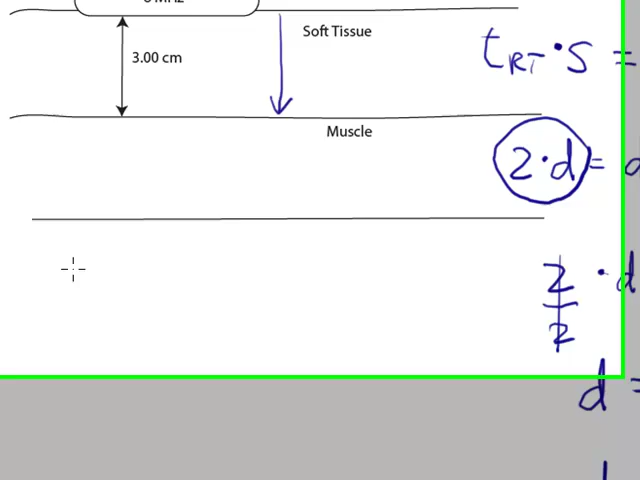 Soft Tissue
t_RT · S =
3.00 cm
Muscle
2 · d =
2 · d
2
d =